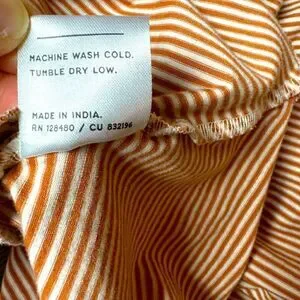 MACHINE WASH COLD.
TUMBLE DRY LOW.
MADE IN INDIA.
RN 128480 / CU 832196